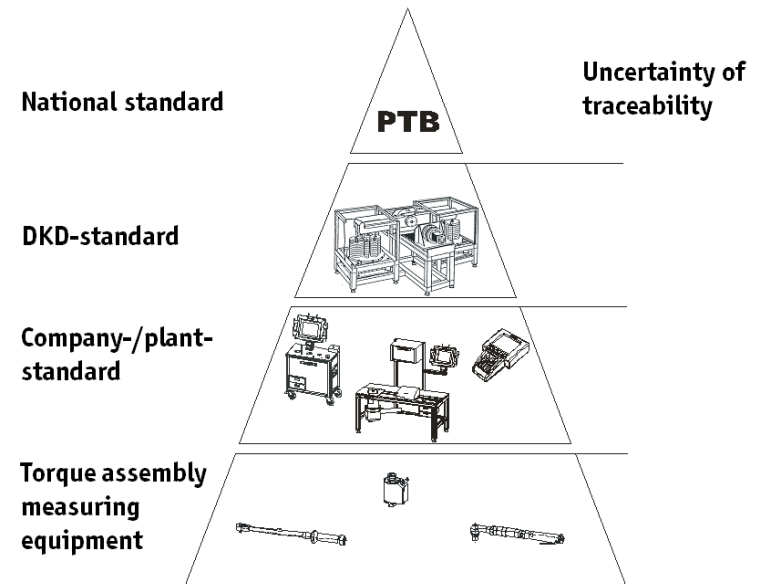 National standard
Uncertainty of
traceability
PTB
DKD-standard
Company-/plant-
standard
Torque assembly
measuring
equipment